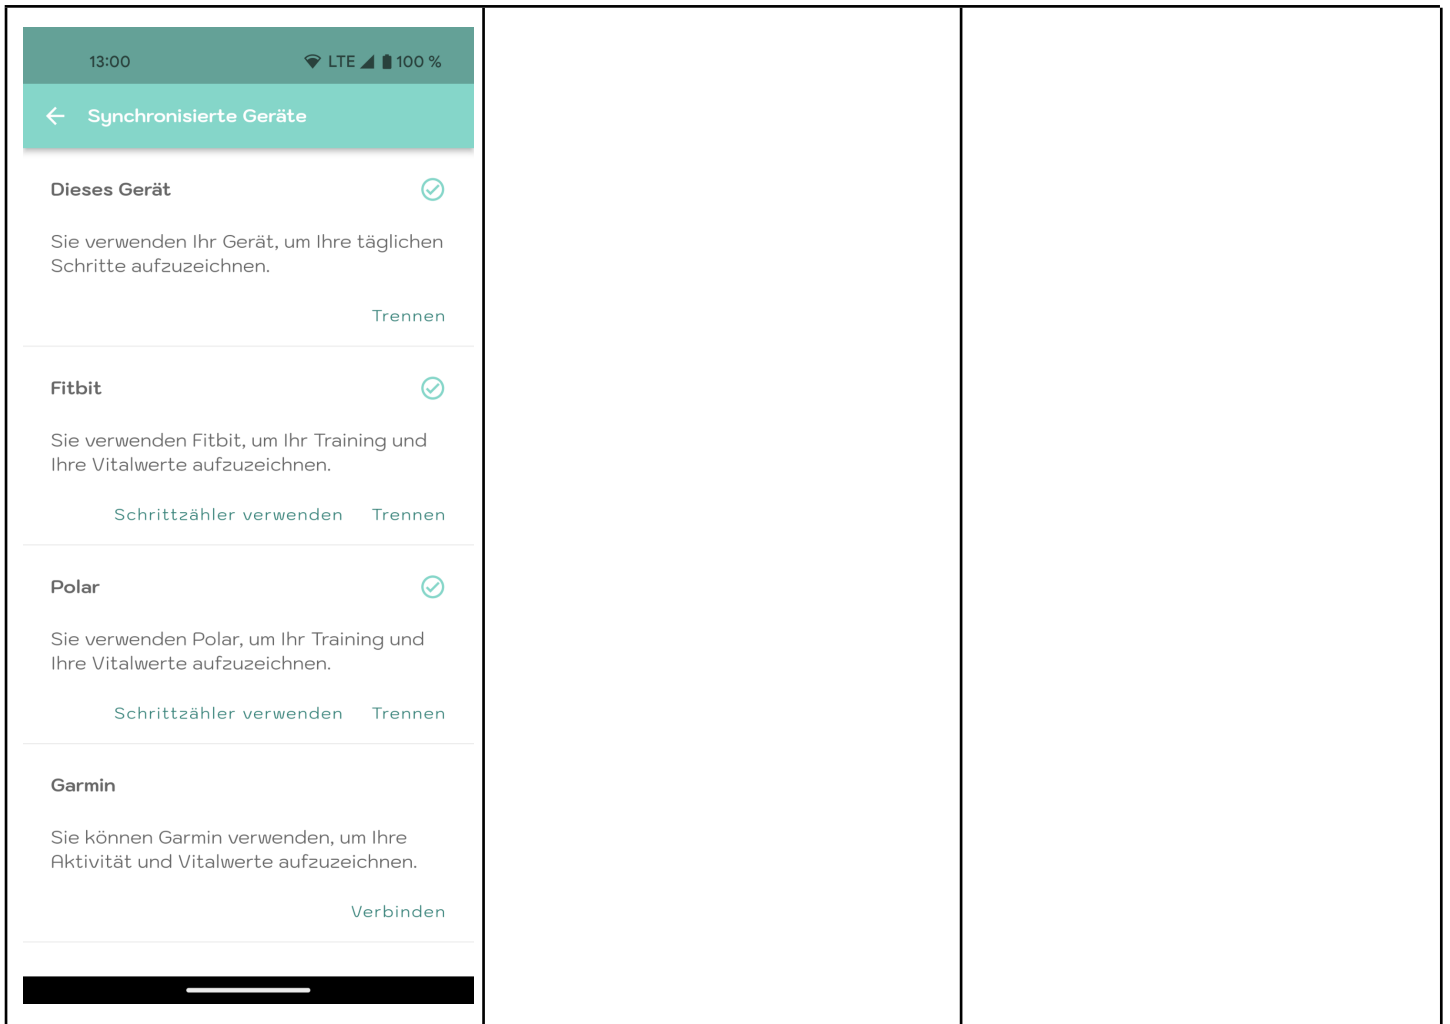 13:00 LTE 100 %
Synchronisierte Geräte
Dieses Gerät
Sie verwenden Ihr Gerät, um Ihre täglichen
Schritte aufzuzeichnen.
Trennen
Fitbit
Sie verwenden Fitbit, um Ihr Training und
Ihre Vitalwerte aufzuzeichnen.
Schrittzähler verwenden Trennen
Polar
Sie verwenden Polar, um Ihr Training und
Ihre Vitalwerte aufzuzeichnen.
Schrittzähler verwenden Trennen
Garmin
Sie können Garmin verwenden, um Ihre
Aktivität und Vitalwerte aufzuzeichnen.
Verbinden